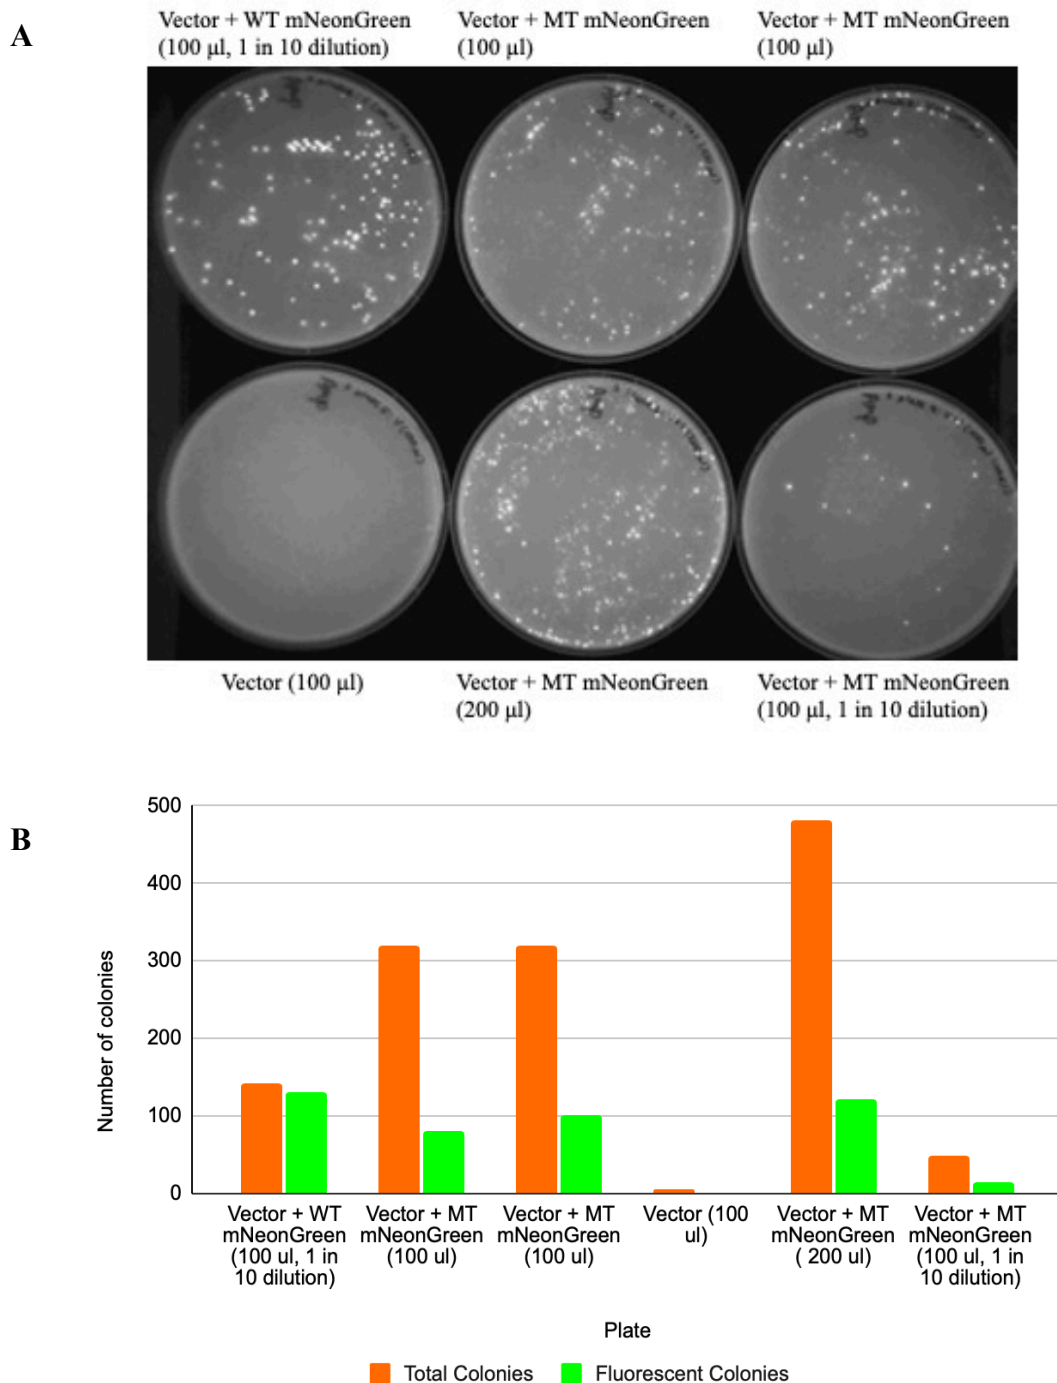 A
Vector + WT mNeonGreen
(100 µl, 1 in 10 dilution)
Vector + MT mNeonGreen
(100 µl)
Vector + MT mNeonGreen
(100 µl)
Vector (100 µl)
Vector + MT mNeonGreen
(200 µl)
Vector + MT mNeonGreen
(100 µl, 1 in 10 dilution)
B
Number of colonies
500
400
300
200
100
0
Vector + WT
mNeonGreen
(100 ul, 1 in
10 dilution)
Vector + MT
mNeonGreen
(100 ul)
Vector + MT
mNeonGreen
(100 ul)
Vector (100
ul)
Vector + MT
mNeonGreen
( 200 ul)
Vector + MT
mNeonGreen
(100 ul, 1 in
10 dilution)
Plate
Total Colonies
Fluorescent Colonies